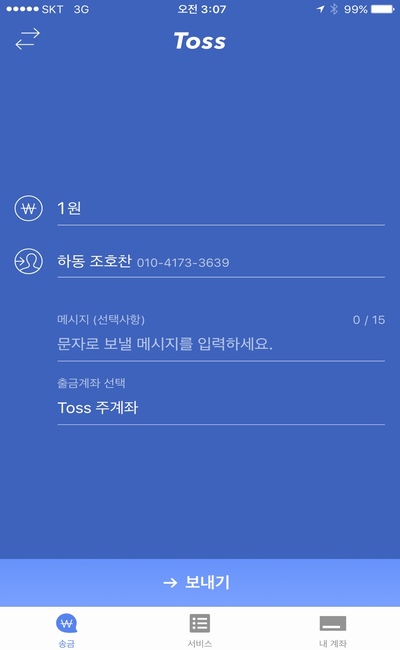 SKT 3G 오전 3:07 99%
Toss
1원
하동 조호찬 010-4173-3639
메시지 (선택사항) 0 / 15
문자로 보낼 메시지를 입력하세요.
출금계좌 선택
Toss 주계좌
→ 보내기
송금 서비스 내 계좌